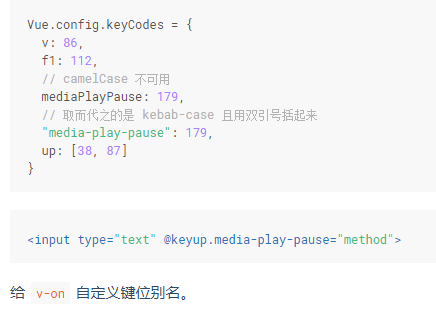 Vue.config.keyCodes = {
  v: 86,
  f1: 112,
  // camelCase 不可用
  mediaPlayPause: 179,
  // 取而代之的是 kebab-case 且用双引号括起来
  "media-play-pause": 179,
  up: [38, 87]
}
<input type="text" @keyup.media-play-pause="method">
给 v-on 自定义键位别名。